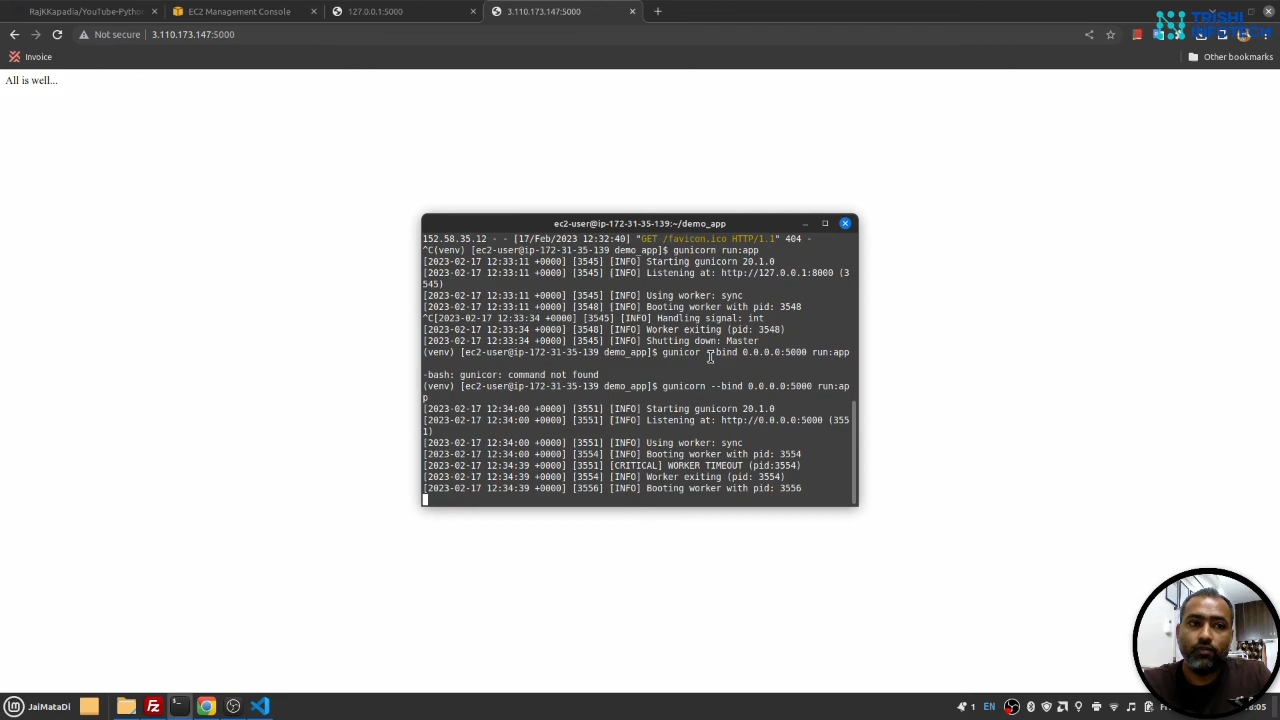 RajKKapadia/YouTube-Pytho
EC2 Management Console
127.0.0.1:5000
3.110.173.147:5000
Not secure
3.110.173.147:5000
TRISHI
INFOTECH
Invoice
Other bookmarks
All is well...
ec2-user@ip-172-31-35-139:~/demo_app
152.58.35.12 - - [17/Feb/2023 12:32:40] "GET /favicon.ico HTTP/1.1" 404 -
^C(venv) [ec2-user@ip-172-31-35-139 demo_app]$ gunicorn run:app
[2023-02-17 12:33:11 +0000] [3545] [INFO] Starting gunicorn 20.1.0
[2023-02-17 12:33:11 +0000] [3545] [INFO] Listening at: http://127.0.0.1:8000 (3
545)
[2023-02-17 12:33:11 +0000] [3545] [INFO] Using worker: sync
[2023-02-17 12:33:11 +0000] [3548] [INFO] Booting worker with pid: 3548
^C[2023-02-17 12:33:34 +0000] [3545] [INFO] Handling signal: int
[2023-02-17 12:33:34 +0000] [3548] [INFO] Worker exiting (pid: 3548)
[2023-02-17 12:33:34 +0000] [3545] [INFO] Shutting down: Master
(venv) [ec2-user@ip-172-31-35-139 demo_app]$ gunicor --bind 0.0.0.0:5000 run:app
-bash: gunicor: command not found
(venv) [ec2-user@ip-172-31-35-139 demo_app]$ gunicorn --bind 0.0.0.0:5000 run:ap
p
[2023-02-17 12:34:00 +0000] [3551] [INFO] Starting gunicorn 20.1.0
[2023-02-17 12:34:00 +0000] [3551] [INFO] Listening at: http://0.0.0.0:5000 (355
1)
[2023-02-17 12:34:00 +0000] [3551] [INFO] Using worker: sync
[2023-02-17 12:34:00 +0000] [3554] [INFO] Booting worker with pid: 3554
[2023-02-17 12:34:39 +0000] [3551] [CRITICAL] WORKER TIMEOUT (pid:3554)
[2023-02-17 12:34:39 +0000] [3554] [INFO] Worker exiting (pid: 3554)
[2023-02-17 12:34:39 +0000] [3556] [INFO] Booting worker with pid: 3556
JaiMataDi
1
EN